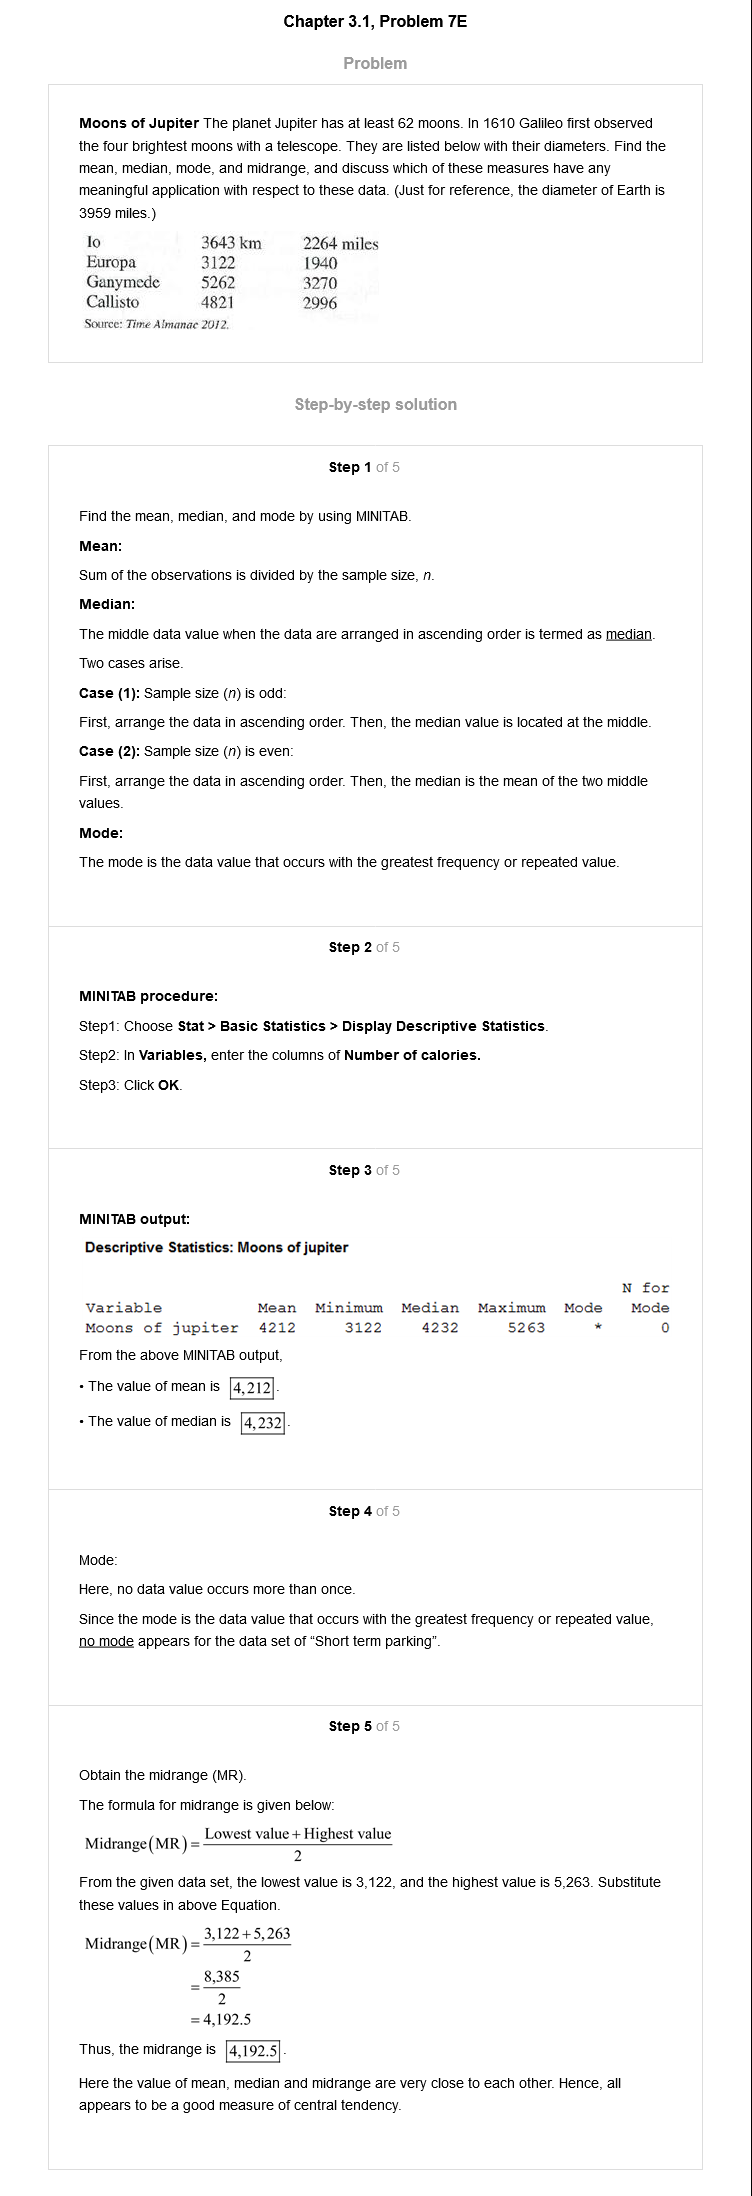 Chapter 3.1, Problem 7E
Problem
Moons of Jupiter The planet Jupiter has at least 62 moons. In 1610 Galileo first observed
the four brightest moons with a telescope. They are listed below with their diameters. Find the
mean, median, mode, and midrange, and discuss which of these measures have any
meaningful application with respect to these data. (Just for reference, the diameter of Earth is
3959 miles.)
Io 3643 km 2264 miles
Europa 3122 1940
Ganymede 5262 3270
Callisto 4821 2996
Source: Time Almanac 2012.
Step-by-step solution
Step 1 of 5
Find the mean, median, and mode by using MINITAB.
Mean:
Sum of the observations is divided by the sample size, n.
Median:
The middle data value when the data are arranged in ascending order is termed as median.
Two cases arise.
Case (1): Sample size (n) is odd:
First, arrange the data in ascending order. Then, the median value is located at the middle.
Case (2): Sample size (n) is even:
First, arrange the data in ascending order. Then, the median is the mean of the two middle
values.
Mode:
The mode is the data value that occurs with the greatest frequency or repeated value.
Step 2 of 5
MINITAB procedure:
Step1: Choose Stat > Basic Statistics > Display Descriptive Statistics.
Step2: In Variables, enter the columns of Number of calories.
Step3: Click OK.
Step 3 of 5
MINITAB output:
Descriptive Statistics: Moons of jupiter
N for
Variable Mean Minimum Median Maximum Mode Mode
Moons of jupiter 4212 3122 4232 5263 * 0
From the above MINITAB output,
• The value of mean is 4,212.
• The value of median is 4,232.
Step 4 of 5
Mode:
Here, no data value occurs more than once.
Since the mode is the data value that occurs with the greatest frequency or repeated value,
no mode appears for the data set of “Short term parking”.
Step 5 of 5
Obtain the midrange (MR).
The formula for midrange is given below:
Midrange(MR) = Lowest value + Highest value
2
From the given data set, the lowest value is 3,122, and the highest value is 5,263. Substitute
these values in above Equation.
Midrange(MR) = 3,122 + 5,263
2
= 8,385
2
= 4,192.5
Thus, the midrange is 4,192.5.
Here the value of mean, median and midrange are very close to each other. Hence, all
appears to be a good measure of central tendency.